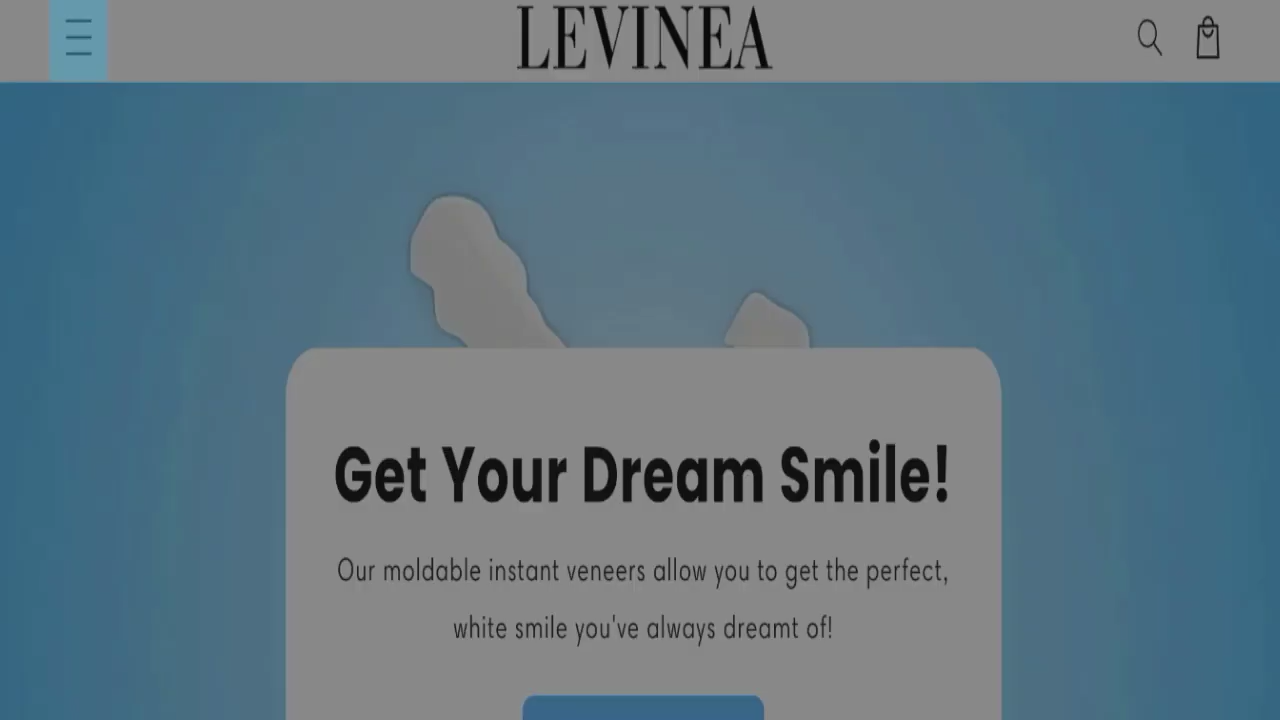 LEVINEA
Get Your Dream Smile!
Our moldable instant veneers allow you to get the perfect,
white smile you've always dreamt of!